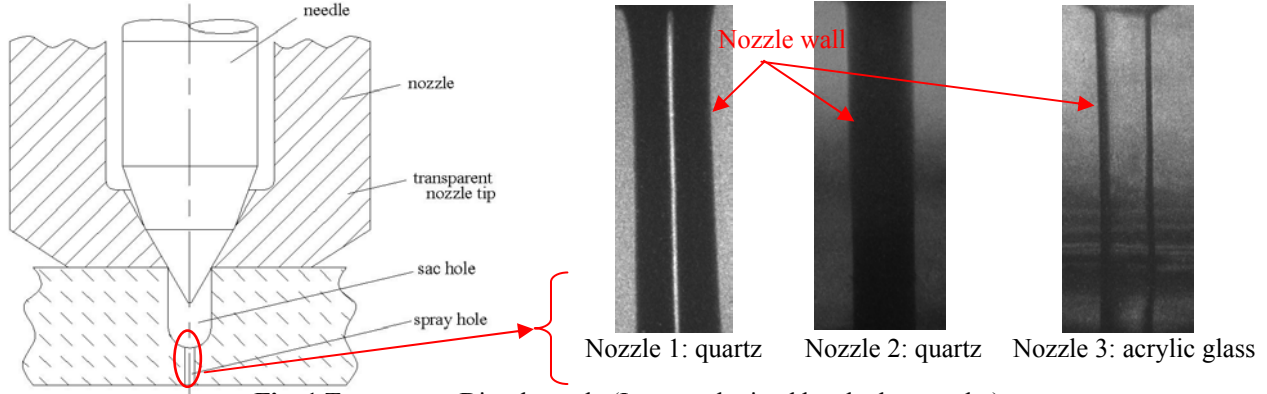 needle
nozzle
transparent
nozzle tip
sac hole
spray hole
Nozzle wall
Nozzle 1: quartz
Nozzle 2: quartz
Nozzle 3: acrylic glass